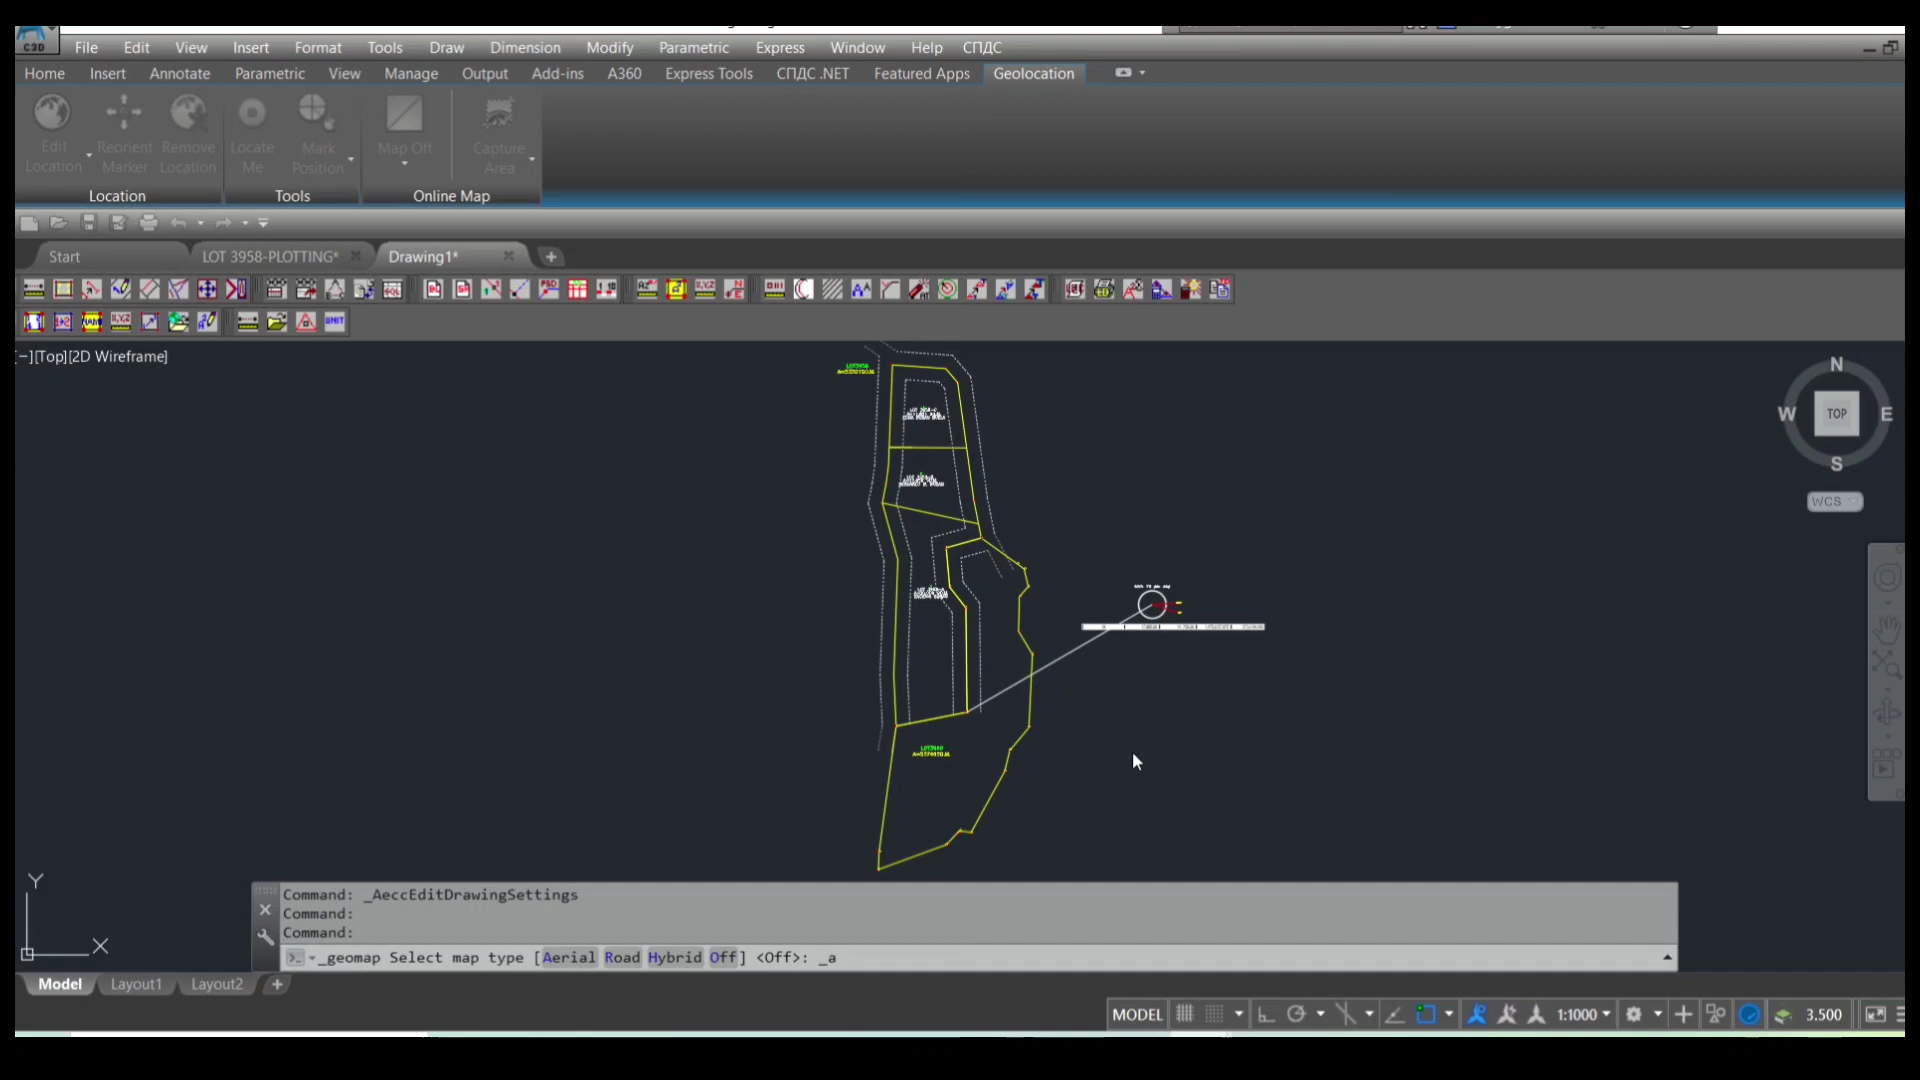 C3D
File Edit View Insert Format Tools Draw Dimension Modify Parametric Express Window Help СПДС
Home Insert Annotate Parametric View Manage Output Add-ins A360 Express Tools СПДС .NET Featured Apps Geolocation
Edit Location Reorient Marker Remove Location Locate Me Mark Position Map Off Capture Area
Location Tools Online Map
Start LOT 3958-PLOTTING* Drawing1*
[−][Top][2D Wireframe]
N
W TOP E
S
WCS
Y
X
Command: _AeccEditDrawingSettings
Command:
Command:
_geomap Select map type [Aerial Road Hybrid Off] <Off>: _a
Model Layout1 Layout2 +
MODEL 1:1000 3.500